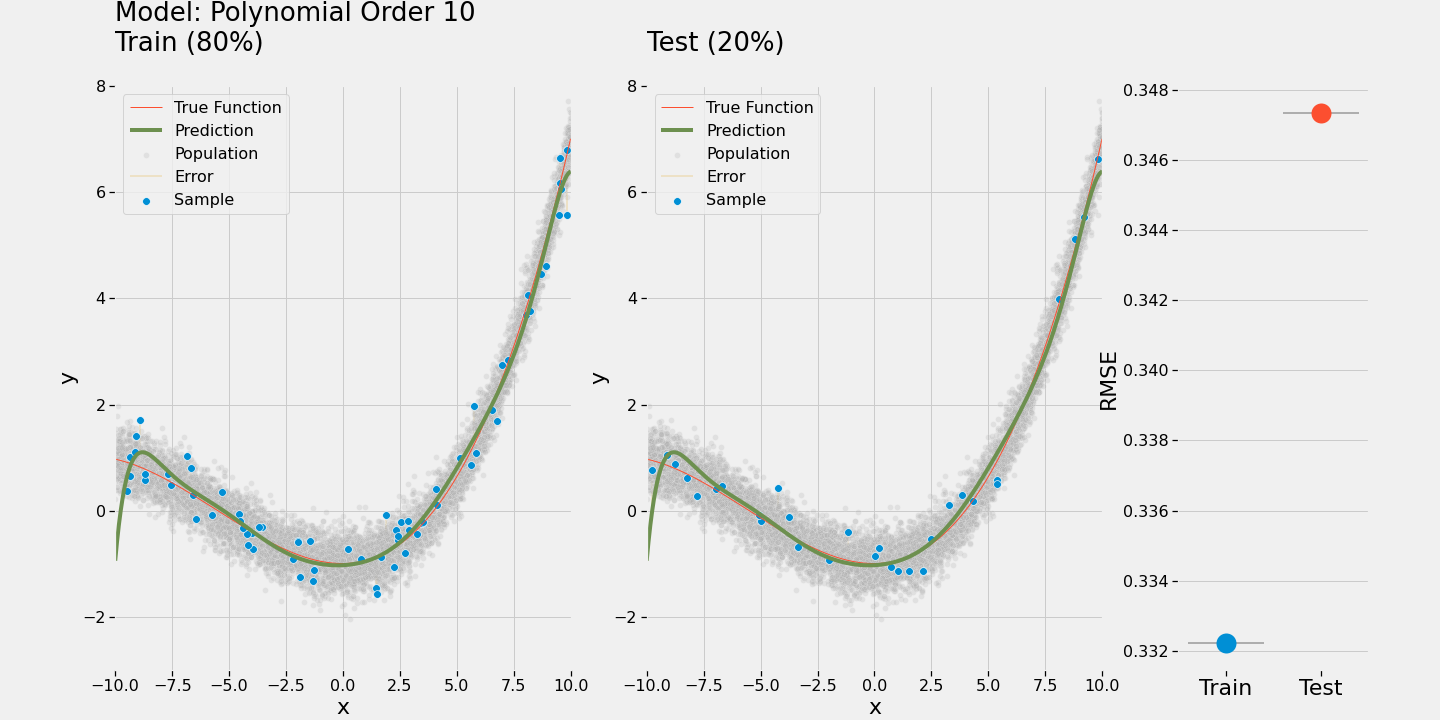 Model: Polynomial Order 10
Train (80%)
Test (20%)
True Function
Prediction
Population
Error
Sample
8
6
4
2
0
−2
y
−10.0 −7.5 −5.0 −2.5 0.0 2.5 5.0 7.5 10.0
x
True Function
Prediction
Population
Error
Sample
8
6
4
2
0
−2
y
−10.0 −7.5 −5.0 −2.5 0.0 2.5 5.0 7.5 10.0
x
0.348
0.346
0.344
0.342
0.340
0.338
0.336
0.334
0.332
RMSE
Train Test